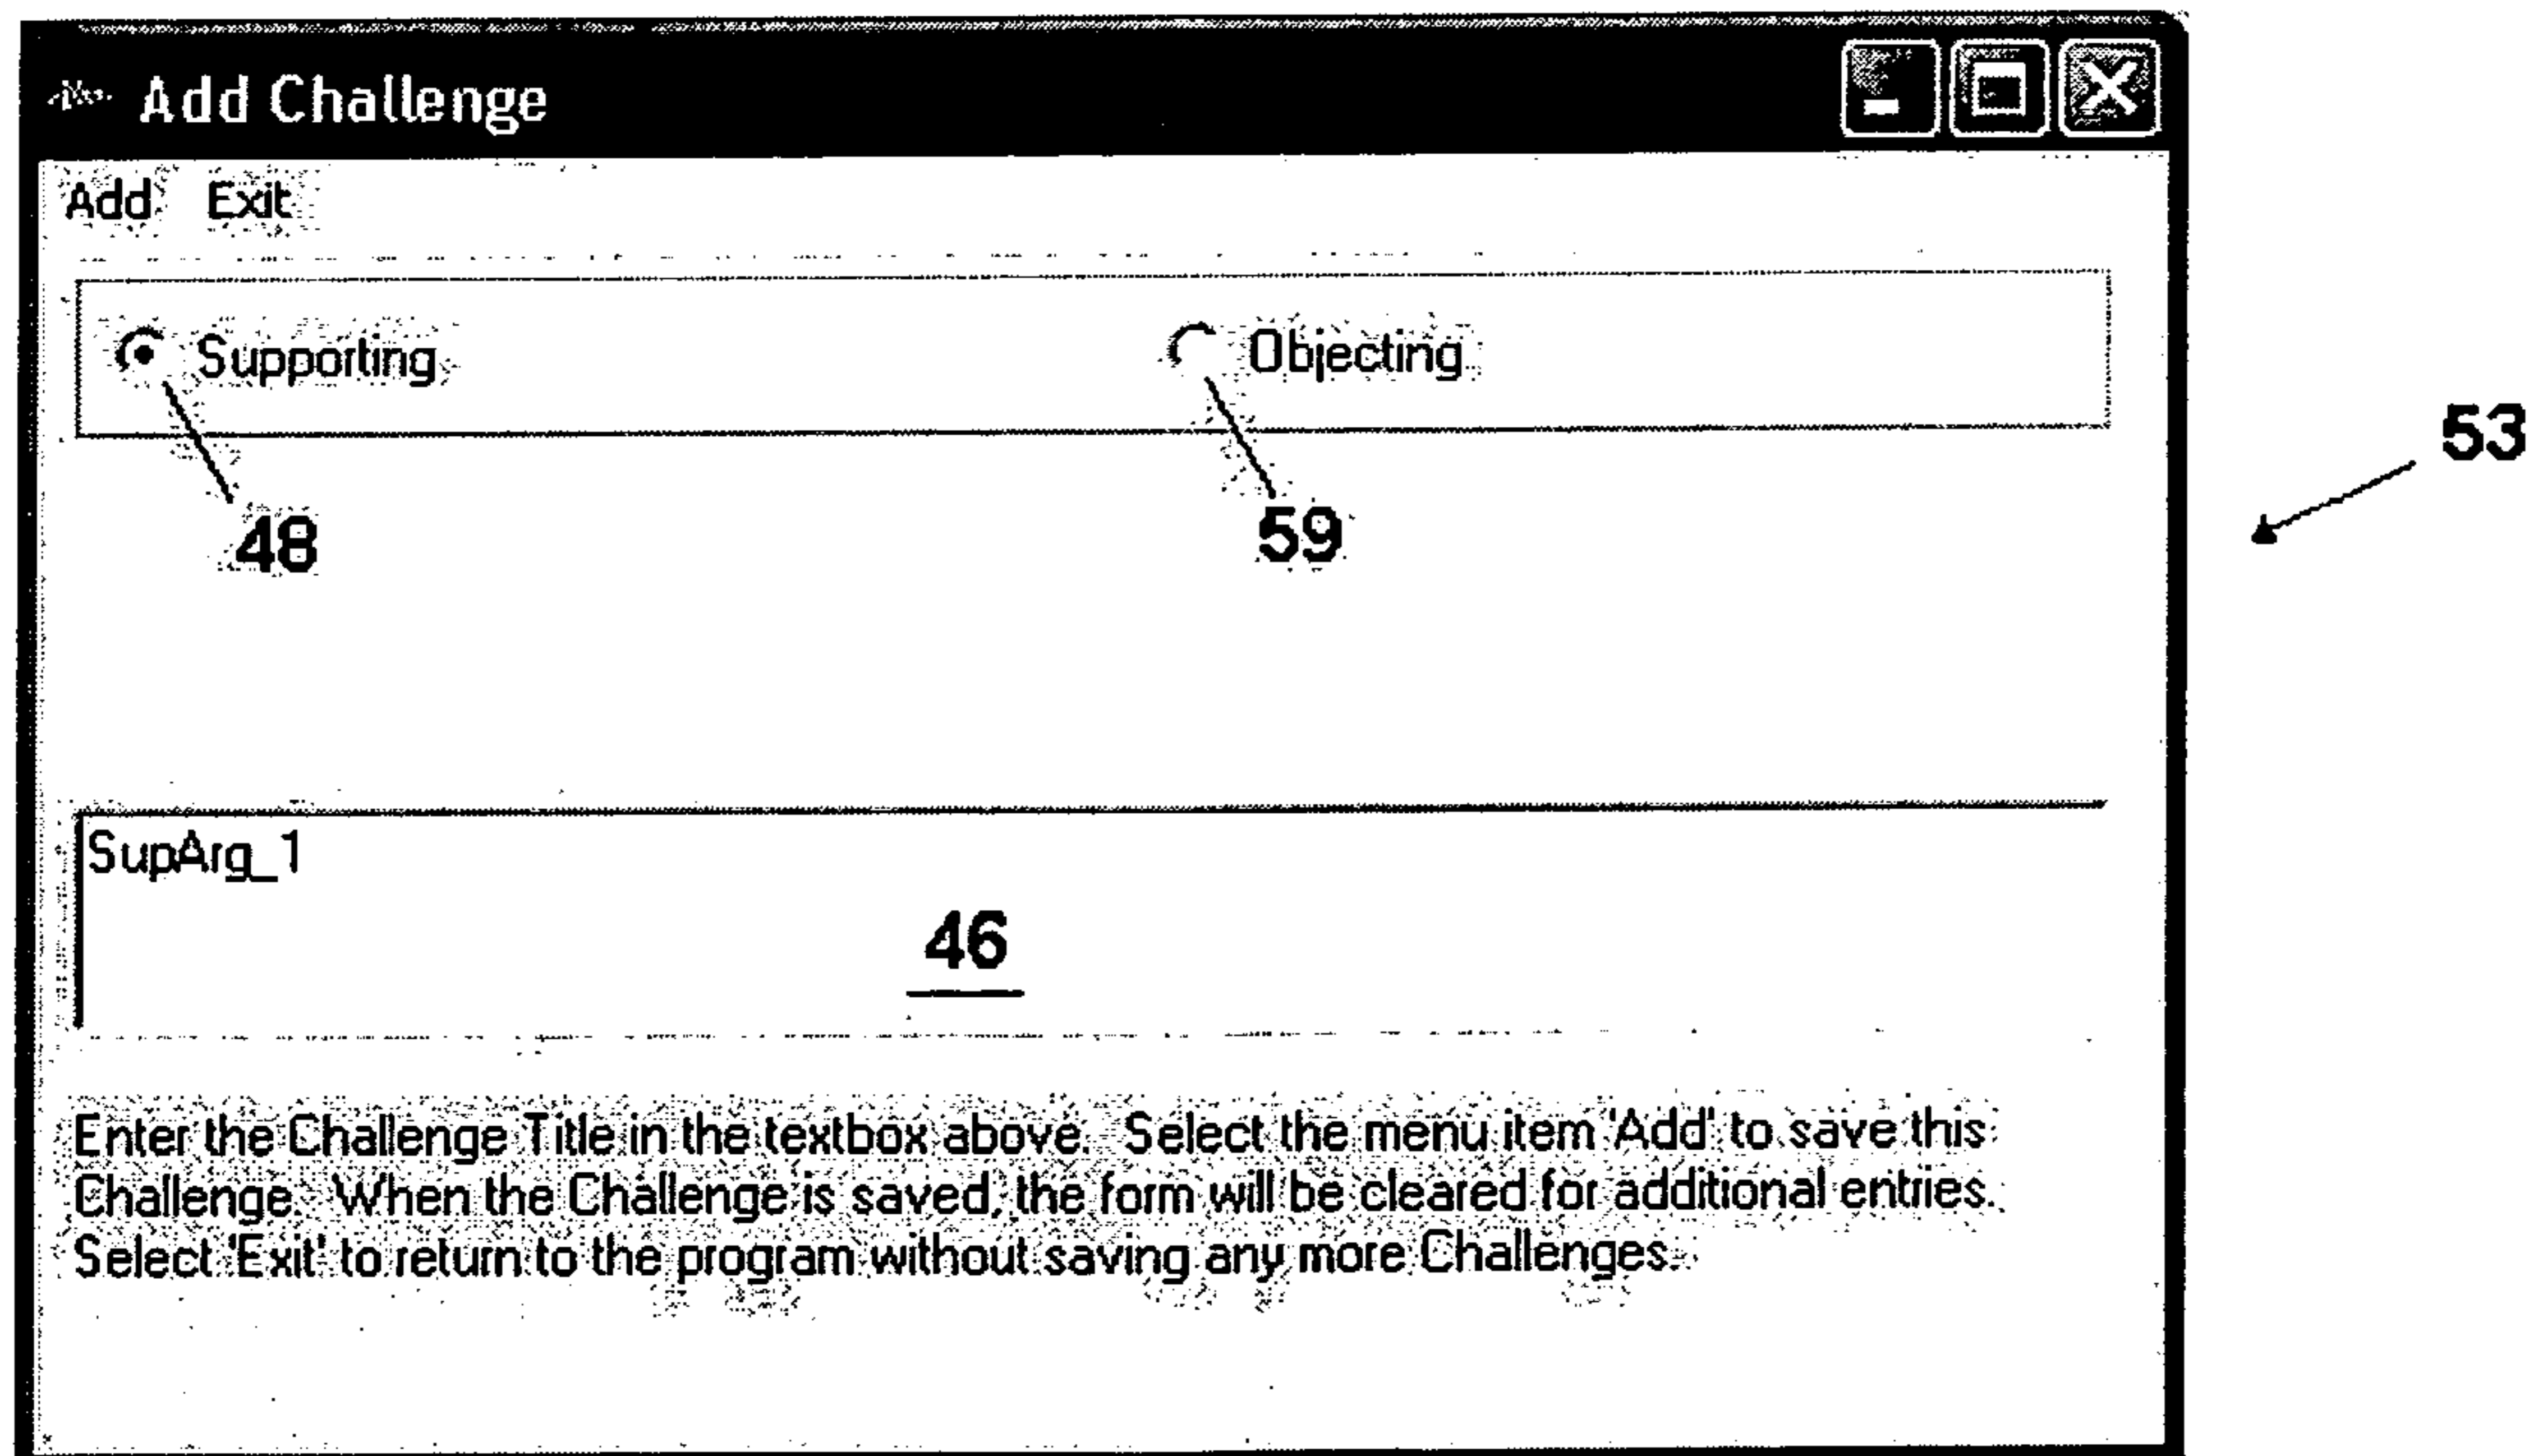 Add Challenge
Add Exit
Supporting Objecting
53
48 59
SupArg_1
46
Enter the Challenge Title in the textbox above. Select the menu item 'Add' to save this
Challenge. When the Challenge is saved, the form will be cleared for additional entries.
Select 'Exit' to return to the program without saving any more Challenges.